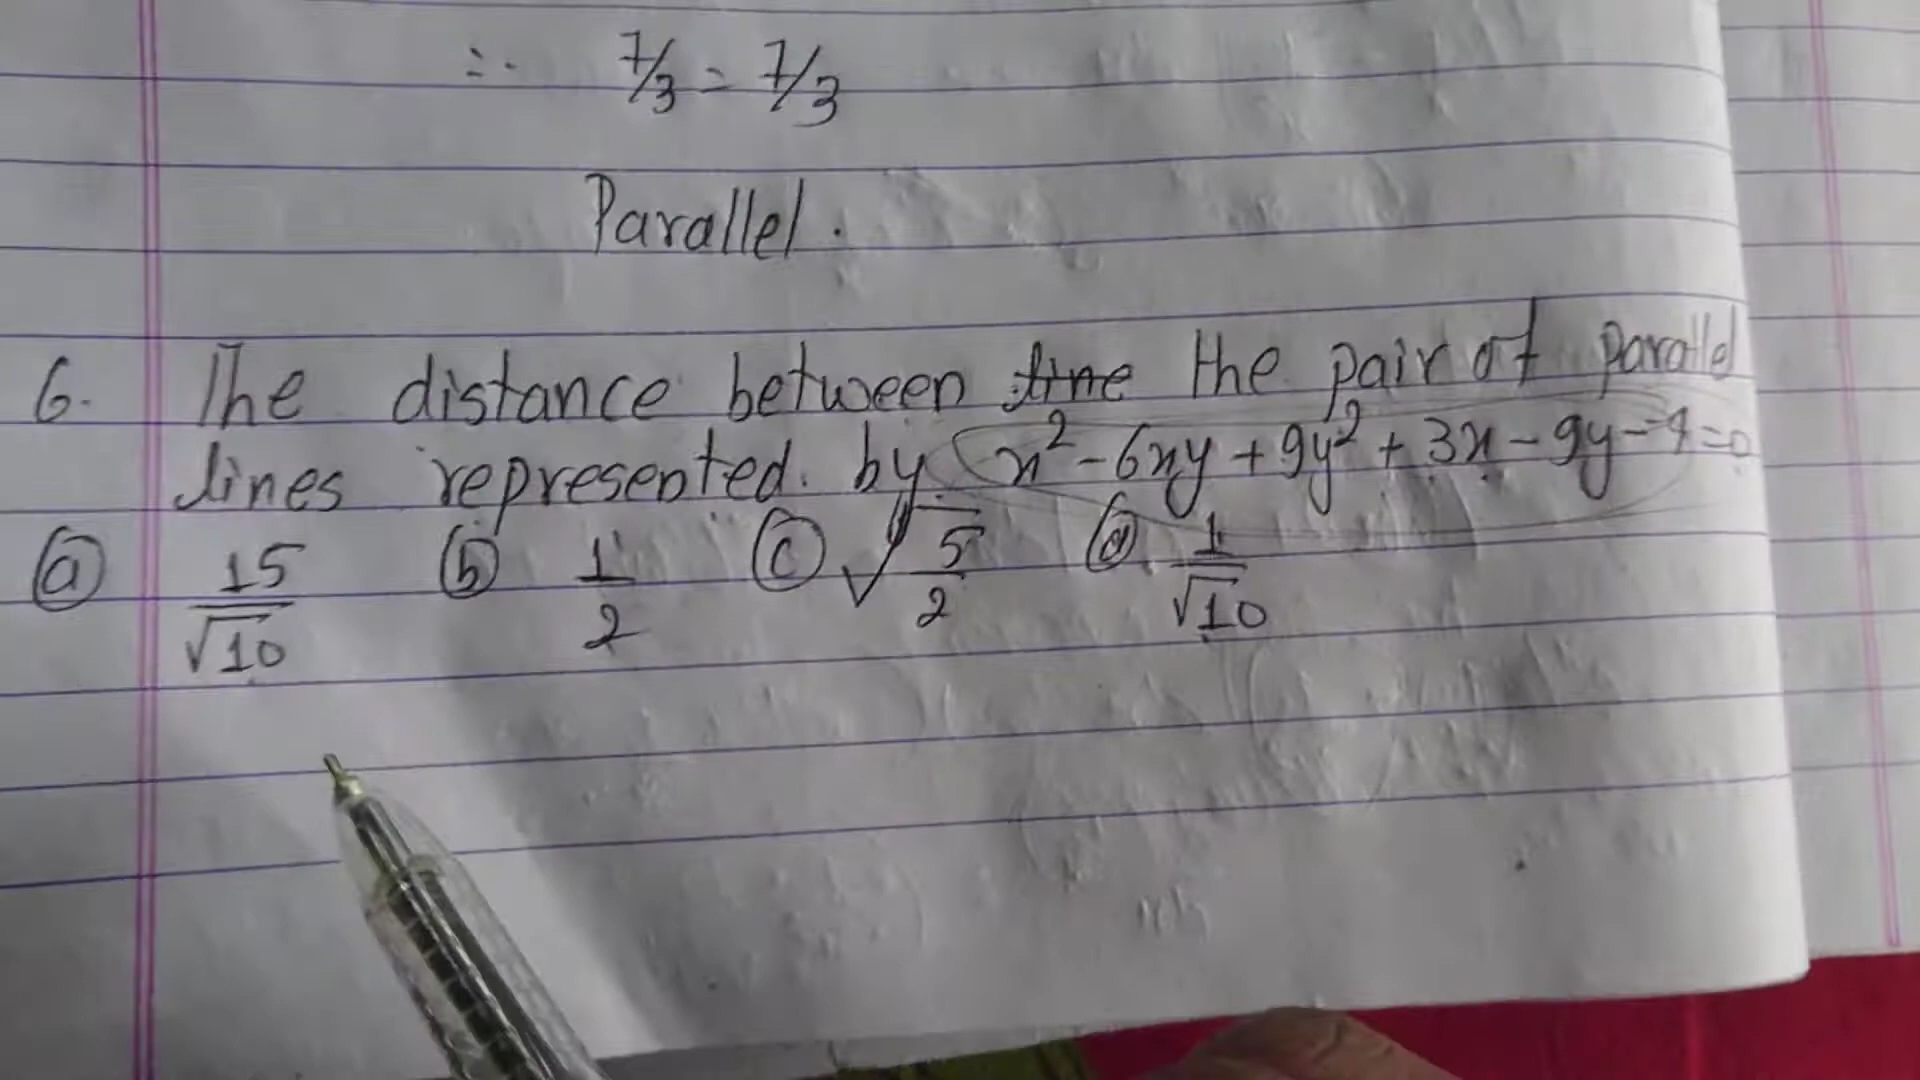 ∴ 7/3 = 7/3
Parallel.
6. The distance between line the pair of parallel
lines represented by x² - 6xy + 9y² + 3x - 9y - 4 = 0
(a) 15/√10 (b) 1/2 (c) √5/2 (d) 1/√10